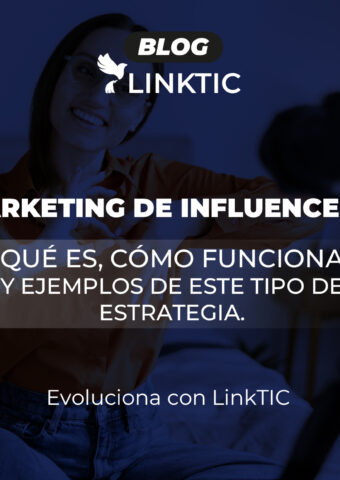 BLOG
LINKTIC
ARKETING DE INFLUENCE
QUÉ ES, CÓMO FUNCIONA
Y EJEMPLOS DE ESTE TIPO DE
ESTRATEGIA.
Evoluciona con LinkTIC